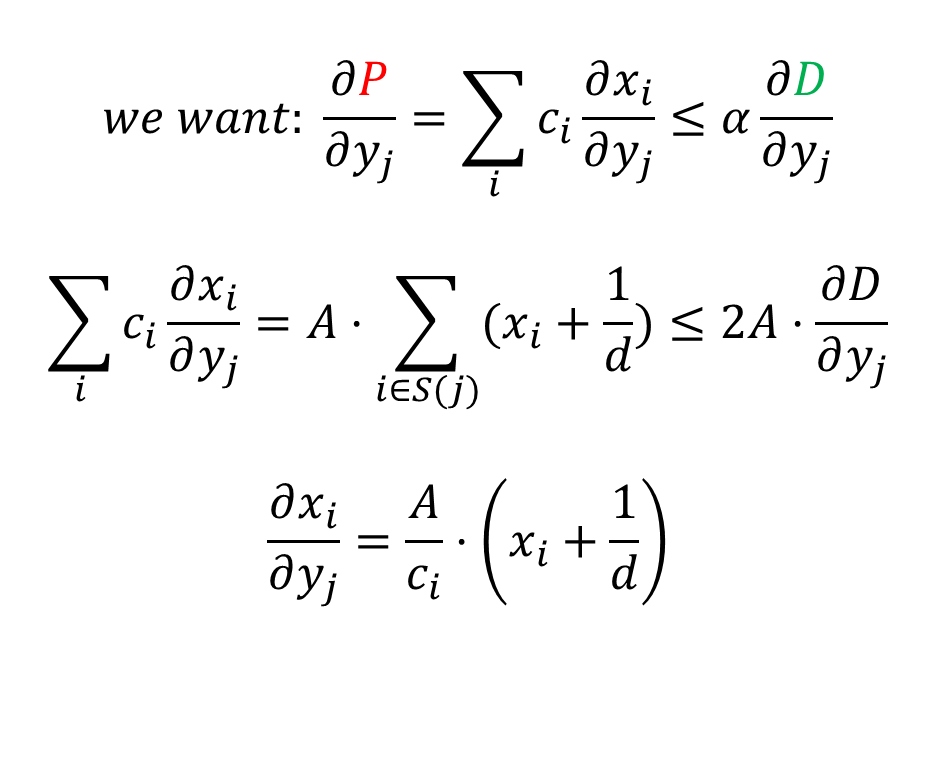 we want: ∂P/∂y_j = ∑_i c_i ∂x_i/∂y_j ≤ α ∂D/∂y_j
∑_i c_i ∂x_i/∂y_j = A · ∑_{i∈S(j)} (x_i + 1/d) ≤ 2A · ∂D/∂y_j
∂x_i/∂y_j = A/c_i · (x_i + 1/d)